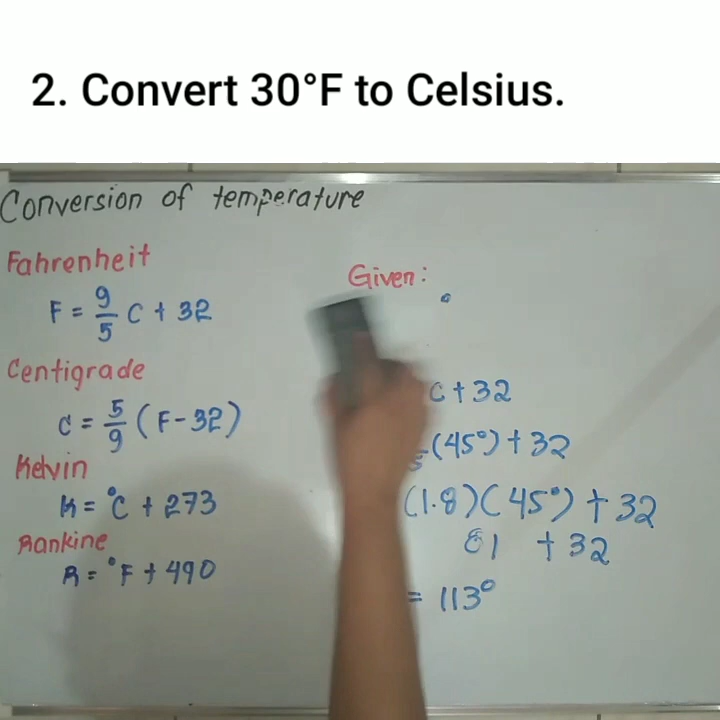 2. Convert 30°F to Celsius.
Conversion of temperature
Fahrenheit
F = 9/5 C + 32
Centigrade
C = 5/9 (F - 32)
Kelvin
K = °C + 273
Rankine
R = °F + 490
Given:
°
C + 32
(45°) + 32
(1.8)(45°) + 32
81 + 32
= 113°